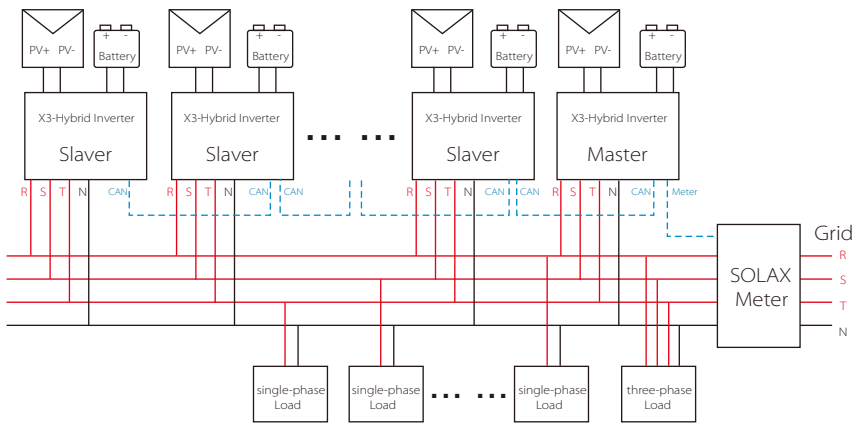 PV+ PV-
+ -
Battery
PV+ PV-
+ -
Battery
PV+ PV-
+ -
Battery
PV+ PV-
+ -
Battery
X3-Hybrid Inverter
Slaver
X3-Hybrid Inverter
Slaver
... ...
X3-Hybrid Inverter
Slaver
X3-Hybrid Inverter
Master
R S T N CAN
R S T N CAN CAN
R S T N CAN CAN
R S T N CAN Meter
Grid
R
S
T
N
SOLAX
Meter
single-phase
Load
single-phase
Load
... ...
single-phase
Load
three-phase
Load